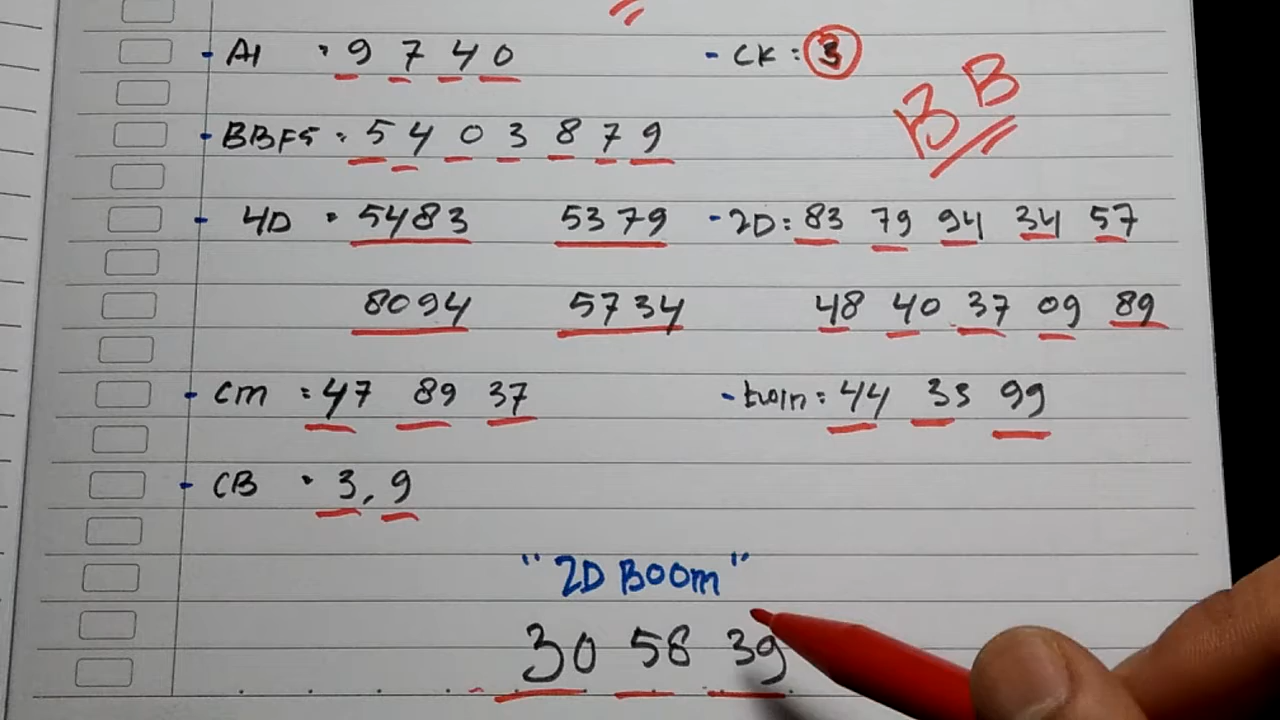 - AI : 9 7 4 0 - CK : 3
BB
- BBFS : 5 4 0 3 8 7 9
- 4D : 5483 5379 - 2D : 83 79 94 34 57
8094 5734 48 40 37 09 89
- CM : 47 89 37 - twin : 44 33 99
- CB : 3, 9
"2D BOOM"
30 58 39